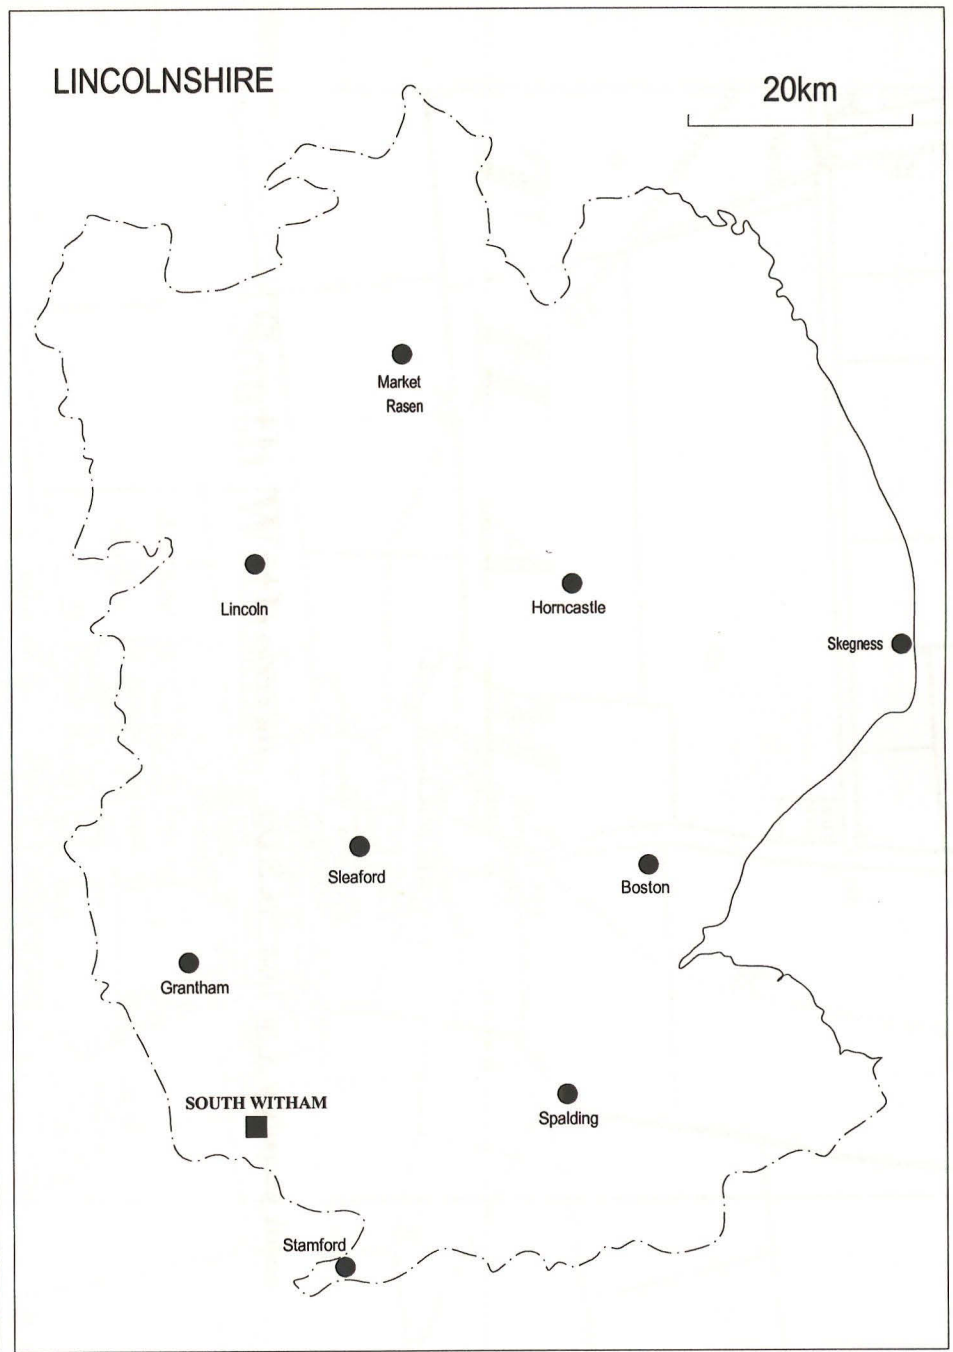 LINCOLNSHIRE
20km
Market
Rasen
Lincoln
Horncastle
Skegness
Sleaford
Boston
Grantham
SOUTH WITHAM
Spalding
Stamford